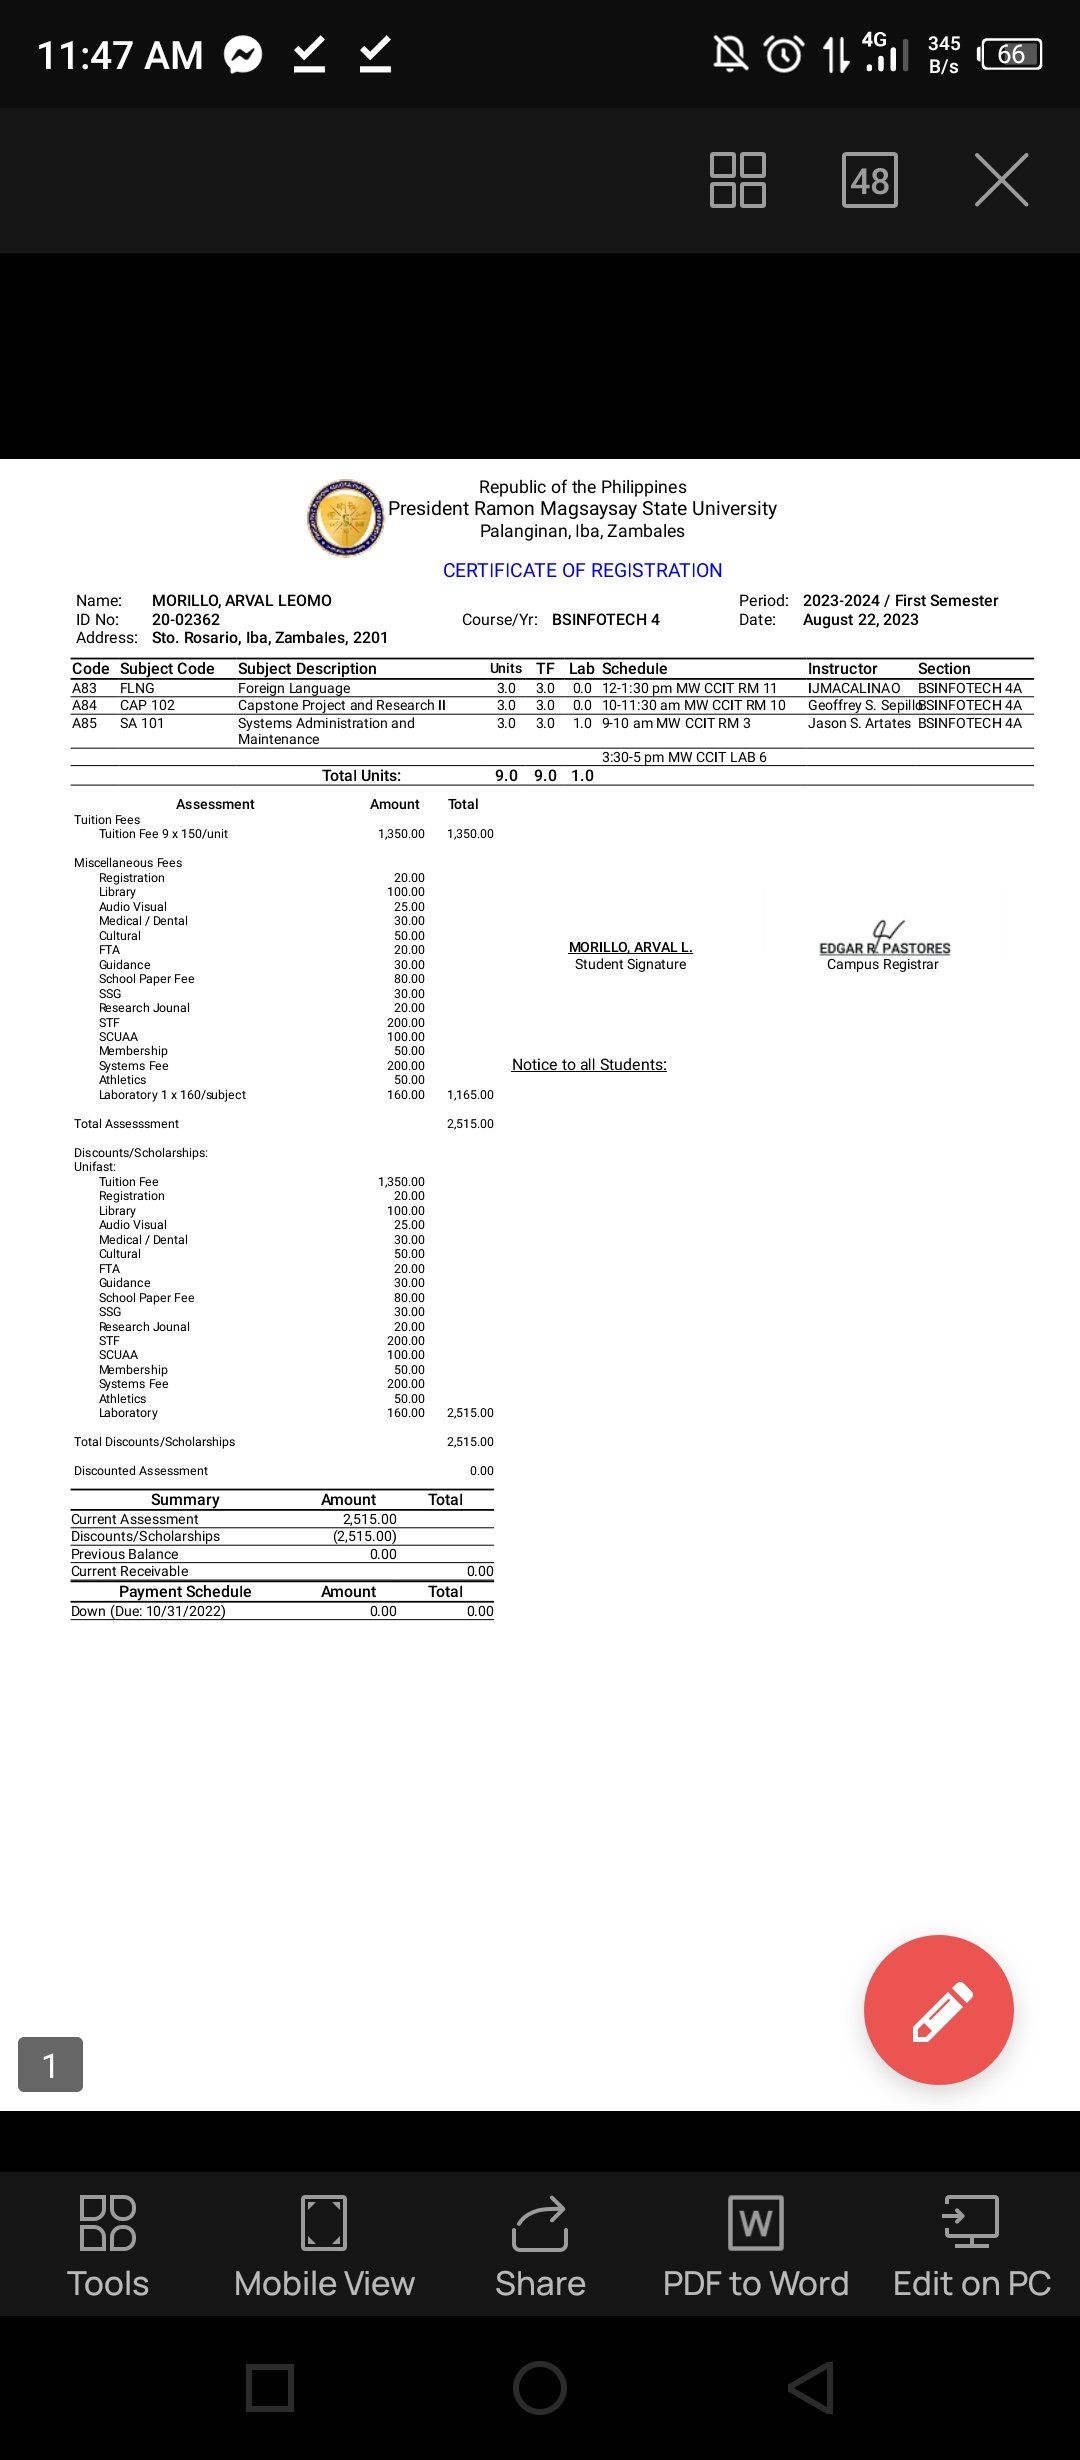 11:47 AM 4G 345 B/s 66
48
Republic of the Philippines
President Ramon Magsaysay State University
Palanginan, Iba, Zambales
CERTIFICATE OF REGISTRATION
Name: MORILLO, ARVAL LEOMO Period: 2023-2024 / First Semester
ID No: 20-02362 Course/Yr: BSINFOTECH 4 Date: August 22, 2023
Address: Sto. Rosario, Iba, Zambales, 2201
Code Subject Code Subject Description Units TF Lab Schedule Instructor Section
A83 FLNG Foreign Language 3.0 3.0 0.0 12-1:30 pm MW CCIT RM 11 IJMACALINAO BSINFOTECH 4A
A84 CAP 102 Capstone Project and Research II 3.0 3.0 0.0 10-11:30 am MW CCIT RM 10 Geoffrey S. Sepillo BSINFOTECH 4A
A85 SA 101 Systems Administration and 3.0 3.0 1.0 9-10 am MW CCIT RM 3 Jason S. Artates BSINFOTECH 4A
Maintenance
3:30-5 pm MW CCIT LAB 6
Total Units: 9.0 9.0 1.0
Assessment Amount Total
Tuition Fees
Tuition Fee 9 x 150/unit 1,350.00 1,350.00
Miscellaneous Fees
Registration 20.00
Library 100.00
Audio Visual 25.00
Medical / Dental 30.00
Cultural 50.00
FTA 20.00
Guidance 30.00
School Paper Fee 80.00
SSG 30.00
Research Jounal 20.00
STF 200.00
SCUAA 100.00
Membership 50.00
Systems Fee 200.00
Athletics 50.00
Laboratory 1 x 160/subject 160.00 1,165.00
Total Assesssment 2,515.00
Discounts/Scholarships:
Unifast:
Tuition Fee 1,350.00
Registration 20.00
Library 100.00
Audio Visual 25.00
Medical / Dental 30.00
Cultural 50.00
FTA 20.00
Guidance 30.00
School Paper Fee 80.00
SSG 30.00
Research Jounal 20.00
STF 200.00
SCUAA 100.00
Membership 50.00
Systems Fee 200.00
Athletics 50.00
Laboratory 160.00 2,515.00
Total Discounts/Scholarships 2,515.00
Discounted Assessment 0.00
Summary Amount Total
Current Assessment 2,515.00
Discounts/Scholarships (2,515.00)
Previous Balance 0.00
Current Receivable 0.00
Payment Schedule Amount Total
Down (Due: 10/31/2022) 0.00 0.00
MORILLO, ARVAL L. EDGAR R. PASTORES
Student Signature Campus Registrar
Notice to all Students:
1
Tools Mobile View Share PDF to Word Edit on PC